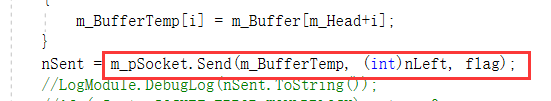 {
m_BufferTemp[i] = m_Buffer[m_Head+i];
}
nSent = m_pSocket.Send(m_BufferTemp, (int)nLeft, flag);
//LogModule.DebugLog(nSent.ToString());